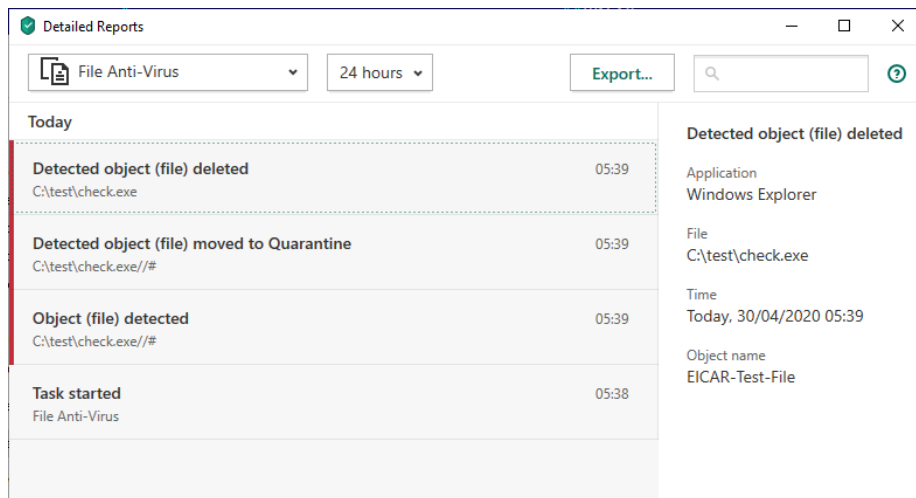 Detailed Reports
File Anti-Virus
24 hours
Export...
Today
Detected object (file) deleted
05:39
C:\test\check.exe
Detected object (file) moved to Quarantine
05:39
C:\test\check.exe//#
Object (file) detected
05:39
C:\test\check.exe//#
Task started
05:38
File Anti-Virus
Detected object (file) deleted
Application
Windows Explorer
File
C:\test\check.exe
Time
Today, 30/04/2020 05:39
Object name
EICAR-Test-File